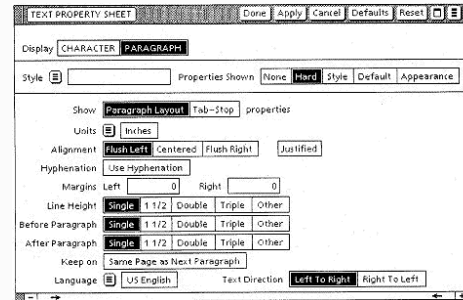 TEXT PROPERTY SHEET Done Apply Cancel Defaults Reset
Display CHARACTER PARAGRAPH
Style Properties Shown None Hard Style Default Appearance
Show Paragraph Layout Tab-Stop properties
Units Inches
Alignment Flush Left Centered Flush Right Justified
Hyphenation Use Hyphenation
Margins Left 0 Right 0
Line Height Single 1 1/2 Double Triple Other
Before Paragraph Single 1 1/2 Double Triple Other
After Paragraph Single 1 1/2 Double Triple Other
Keep on Same Page as Next Paragraph
Language US English Text Direction Left To Right Right To Left